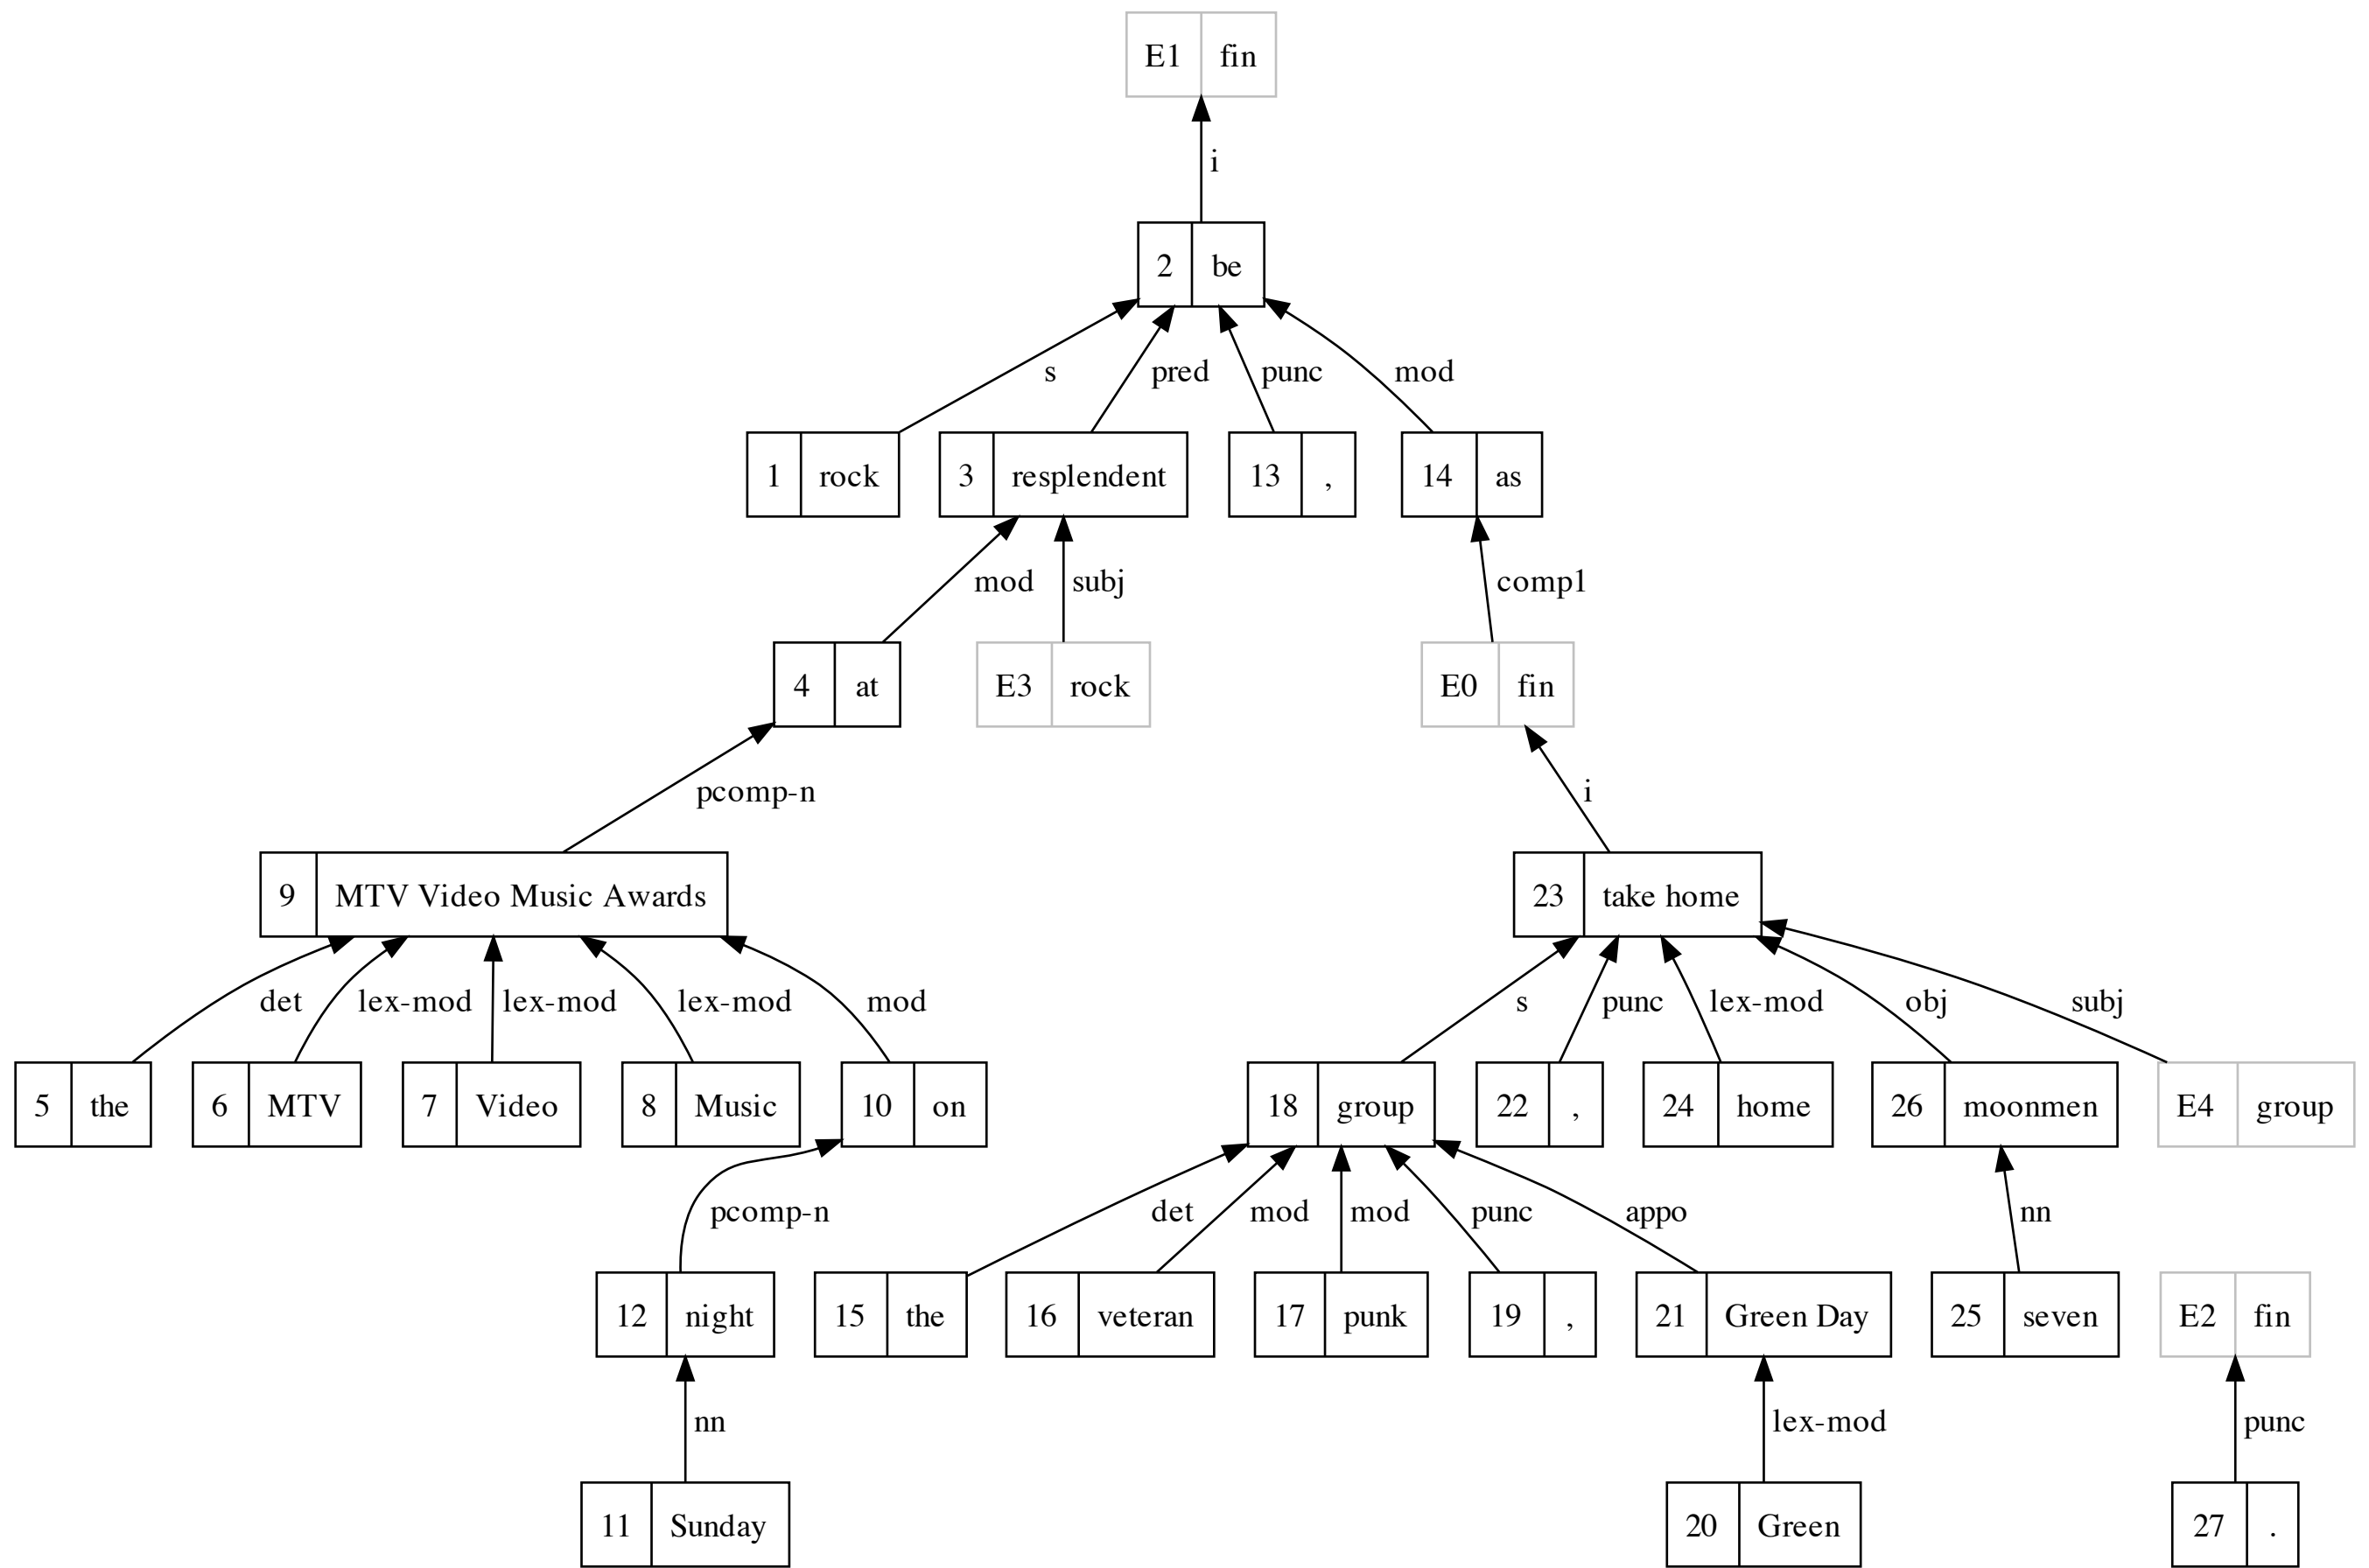 E1 fin
i
2 be
s pred punc mod
1 rock 3 resplendent 13 , 14 as
mod subj comp1
4 at E3 rock E0 fin
pcomp-n i
9 MTV Video Music Awards 23 take home
det lex-mod lex-mod lex-mod mod s punc lex-mod obj subj
5 the 6 MTV 7 Video 8 Music 10 on 18 group 22 , 24 home 26 moonmen E4 group
pcomp-n det mod mod punc appo nn
12 night 15 the 16 veteran 17 punk 19 , 21 Green Day 25 seven E2 fin
nn lex-mod punc
11 Sunday 20 Green 27 .